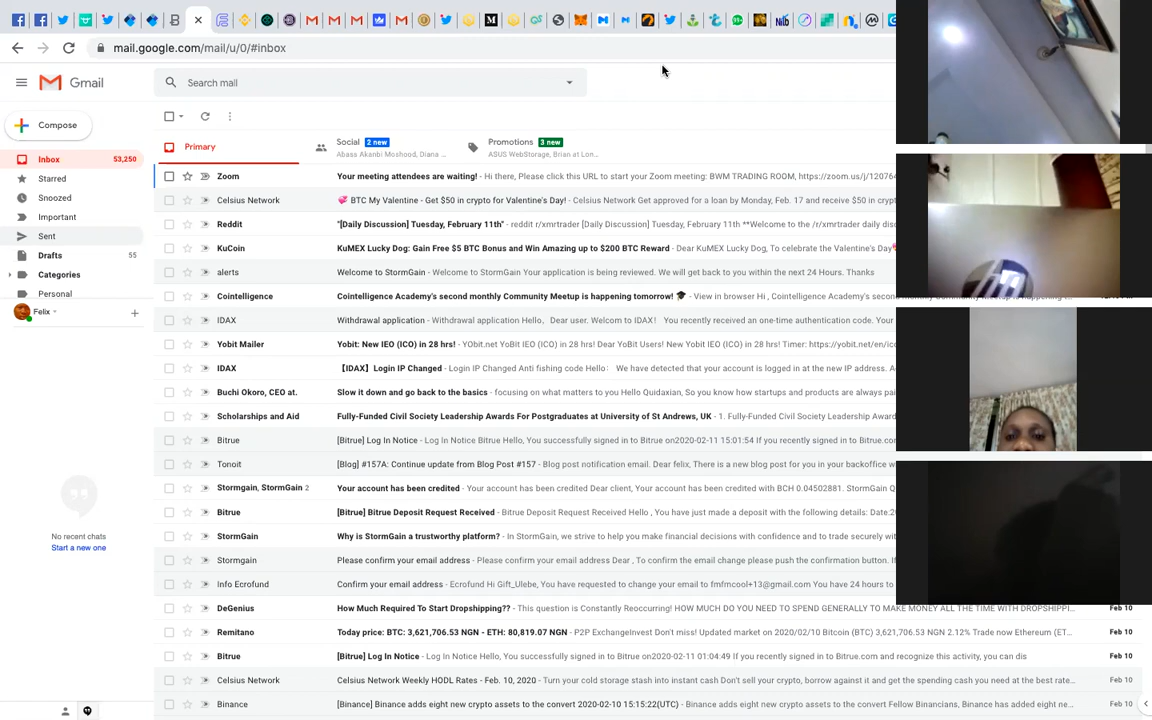 mail.google.com/mail/u/0/#inbox
Gmail
Search mail
Compose
Primary
Social 2 new
Abass Akanbi Moshood, Diana ...
Promotions 3 new
ASUS WebStorage, Brian at Lon...
Inbox 53,250
Starred
Snoozed
Important
Sent
Drafts 55
Categories
Personal
Felix
No recent chats
Start a new one
Zoom Your meeting attendees are waiting! - Hi there, Please click this URL to start your Zoom meeting: BWM TRADING ROOM, https://zoom.us/j/12076
Celsius Network 💞 BTC My Valentine - Get $50 in crypto for Valentine's Day! - Celsius Network Get approved for a loan by Monday, Feb. 17 and receive $50 in crypt
Reddit "[Daily Discussion] Tuesday, February 11th" - reddit r/xmrtrader [Daily Discussion] Tuesday, February 11th **Welcome to the /r/xmrtrader daily disc
KuCoin KuMEX Lucky Dog: Gain Free $5 BTC Bonus and Win Amazing up to $200 BTC Reward - Dear KuMEX Lucky Dog, To celebrate the Valentine's Day
alerts Welcome to StormGain - Welcome to StormGain Your application is being reviewed. We will get back to you within the next 24 Hours. Thanks
Cointelligence Cointelligence Academy's second monthly Community Meetup is happening tomorrow! 🎓 - View in browser Hi , Cointelligence Academy's second
IDAX Withdrawal application - Withdrawal application Hello, Dear user. Welcom to IDAX! You recently received an one-time authentication code. Your
Yobit Mailer Yobit: New IEO (ICO) in 28 hrs! - YObit.net YoBit IEO (ICO) in 28 hrs! Dear YoBit Users! New Yobit IEO (ICO) in 28 hrs! Timer: https://yobit.net/en/ico
IDAX 【IDAX】Login IP Changed - Login IP Changed Anti fishing code Hello: We have detected that your account is logged in at the new IP address. A
Buchi Okoro, CEO at. Slow it down and go back to the basics - focusing on what matters to you Hello Quidaxian, So you know how startups and products are always
Scholarships and Aid Fully-Funded Civil Society Leadership Awards For Postgraduates at University of St Andrews, UK - 1. Fully-Funded Civil Society Leadership Award
Bitrue [Bitrue] Log In Notice - Log In Notice Bitrue Hello, You successfully signed in to Bitrue on2020-02-11 15:01:54 If you recently signed in to Bitrue.co
Tonoit [Blog] #157A: Continue update from Blog Post #157 - Blog post notification email. Dear felix, There is a new blog post for you in your backoffice w
Stormgain, StormGain 2 Your account has been credited - Your account has been credited Dear client, Your account has been credited with BCH 0.04502881. StormGain
Bitrue [Bitrue] Bitrue Deposit Request Received - Bitrue Deposit Request Received Hello , You have just made a deposit with the following details: Date:
StormGain Why is StormGain a trustworthy platform? - In StormGain, we strive to help you make financial decisions with confidence and to trade securely
Stormgain Please confirm your email address - Please confirm your email address Dear , To confirm the email change please push the confirmation button. If
Info Ecrofund Confirm your email address - Ecrofund Hi Gift_Ulebe, You have requested to change your email to fmfmcool+13@gmail.com You have 24 hours to
DeGenius How Much Required To Start Dropshipping?? - This question is Constantly Reoccuring! HOW MUCH DO YOU NEED TO SPEND GENERALLY TO MAKE MONEY ALL THE TIME WITH DROPSHIPPI... Feb 10
Remitano Today price: BTC: 3,621,706.53 NGN - ETH: 80,819.07 NGN - P2P ExchangeInvest Don't miss! Updated market on 2020/02/10 Bitcoin (BTC) 3,621,706.53 NGN 2.12% Trade now Ethereum (ET... Feb 10
Bitrue [Bitrue] Log In Notice - Log In Notice Hello, You successfully signed in to Bitrue on2020-02-11 01:04:49 If you recently signed in to Bitrue.com and recognize this activity, you can dis Feb 10
Celsius Network Celsius Network Weekly HODL Rates - Feb. 10, 2020 - Turn your cold storage stash into instant cash Don't sell your crypto, borrow against it and get the spending cash you need at the best rate... Feb 10
Binance [Binance] Binance adds eight new crypto assets to the convert 2020-02-10 15:15:22(UTC) - Binance adds eight new crypto assets to the convert Fellow Binancians, Binance has added eight ne... Feb 10